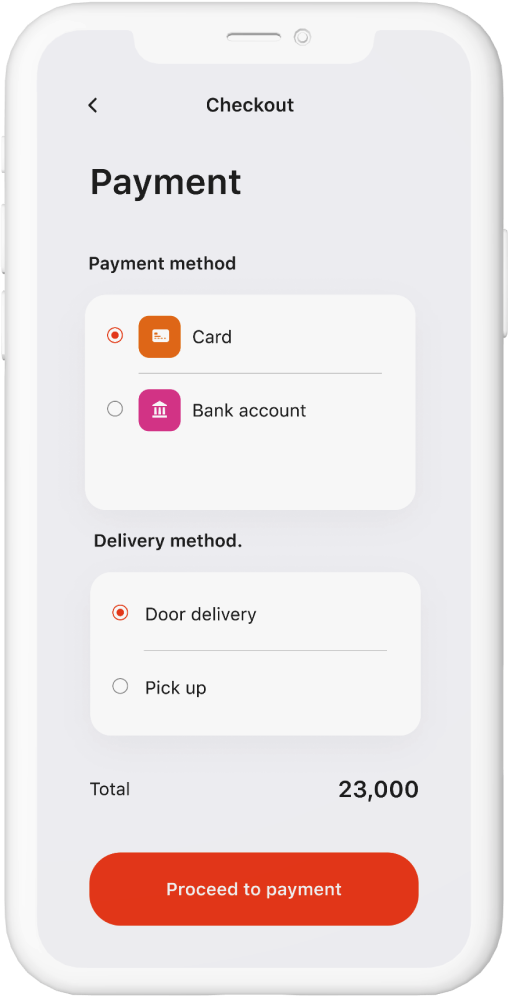 Checkout
Payment
Payment method
Card
Bank account
Delivery method.
Door delivery
Pick up
Total 23,000
Proceed to payment